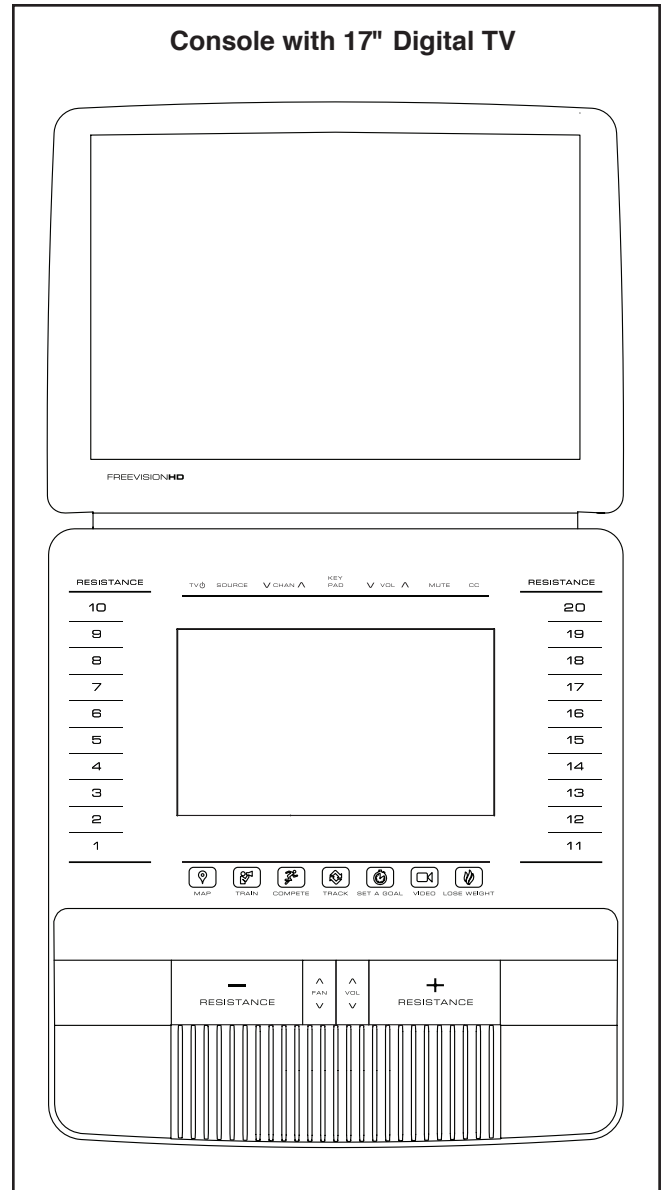 Console with 17" Digital TV
FREEVISIONHD
RESISTANCE
10
9
8
7
6
5
4
3
2
1
TV SOURCE CHAN KEY PAD VOL MUTE CC
RESISTANCE
20
19
18
17
16
15
14
13
12
11
MAP TRAIN COMPETE TRACK SET A GOAL VIDEO LOSE WEIGHT
− RESISTANCE
FAN
VOL
+ RESISTANCE